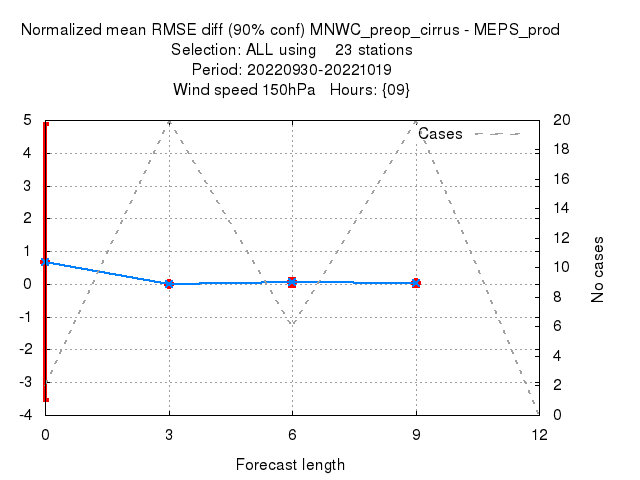 Normalized mean RMSE diff (90% conf) MNWC_preop_cirrus - MEPS_prod
Selection: ALL using    23 stations
Period: 20220930-20221019
Wind speed 150hPa   Hours: {09}
Cases
5
4
3
2
1
0
-1
-2
-3
-4
20
18
16
14
12
10
8
6
4
2
0
No cases
0 3 6 9 12
Forecast length